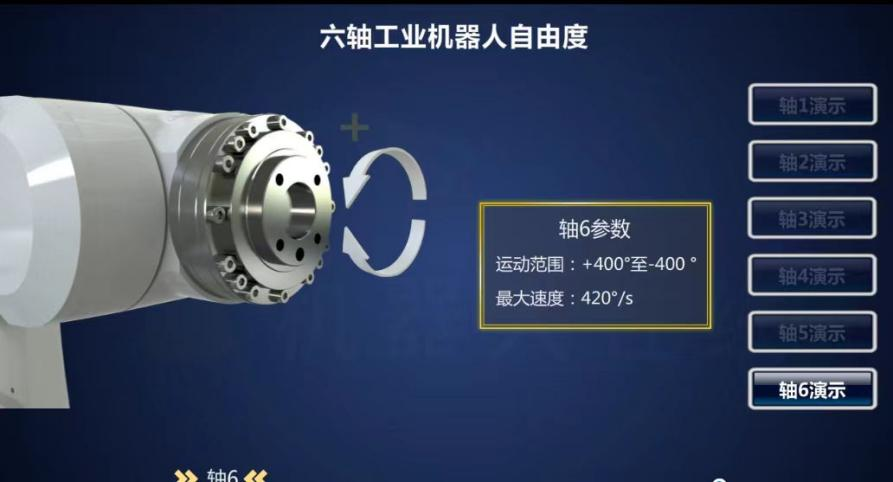 六轴工业机器人自由度
+
轴1演示
轴2演示
轴6参数
运动范围：+400°至-400 °
最大速度：420°/s
轴3演示
轴4演示
轴5演示
轴6演示
轴6